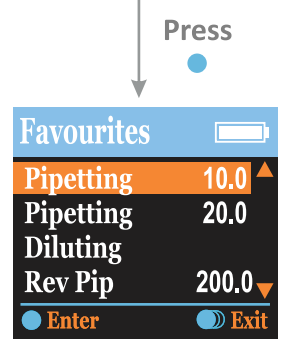 Press
Favourites
Pipetting 10.0
Pipetting 20.0
Diluting
Rev Pip 200.0
Enter Exit